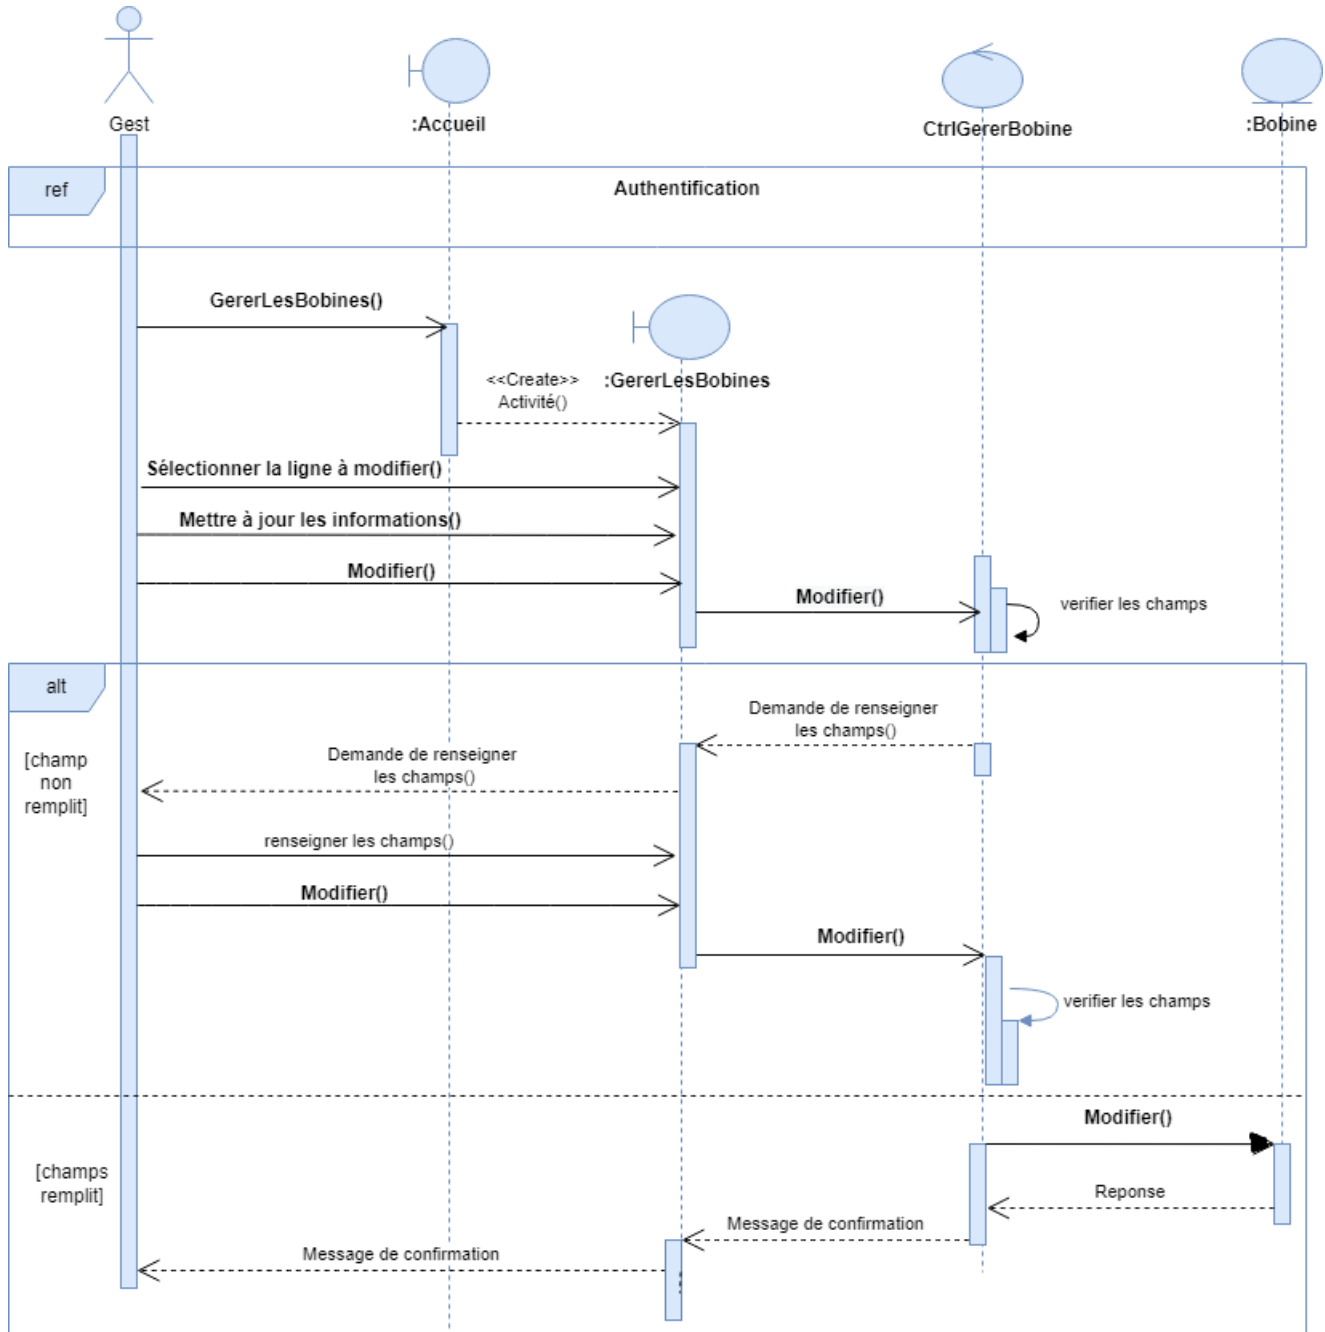 Gest
:Accueil
CtrlGererBobine
:Bobine
ref
Authentification
GererLesBobines()
<<Create>>
Activité()
:GererLesBobines
Sélectionner la ligne à modifier()
Mettre à jour les informations()
Modifier()
Modifier()
verifier les champs
alt
[champ
non
remplit]
Demande de renseigner
les champs()
Demande de renseigner
les champs()
renseigner les champs()
Modifier()
Modifier()
verifier les champs
[champs
remplit]
Modifier()
Reponse
Message de confirmation
Message de confirmation